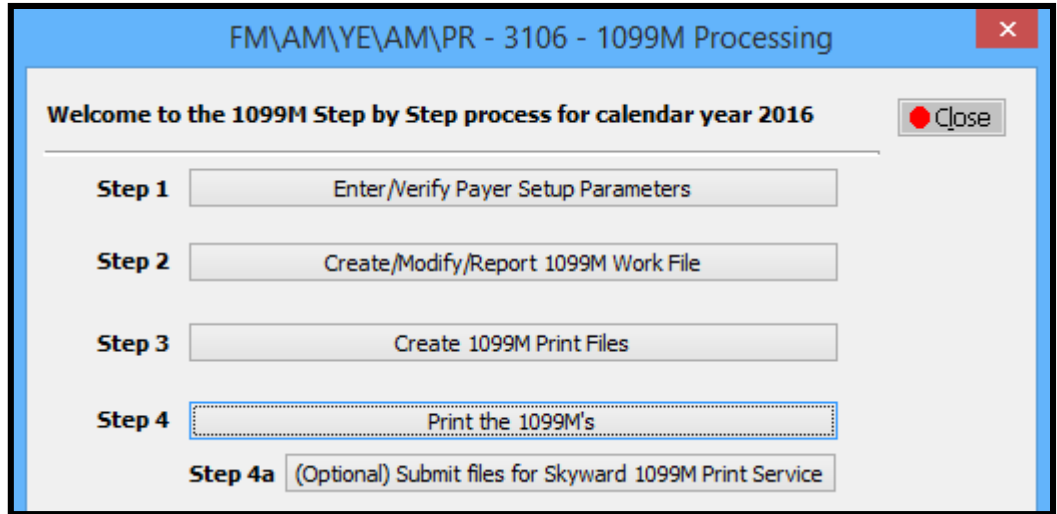 FM\AM\YE\AM\PR - 3106 - 1099M Processing
Welcome to the 1099M Step by Step process for calendar year 2016
Close
Step 1 Enter/Verify Payer Setup Parameters
Step 2 Create/Modify/Report 1099M Work File
Step 3 Create 1099M Print Files
Step 4 Print the 1099M's
Step 4a (Optional) Submit files for Skyward 1099M Print Service